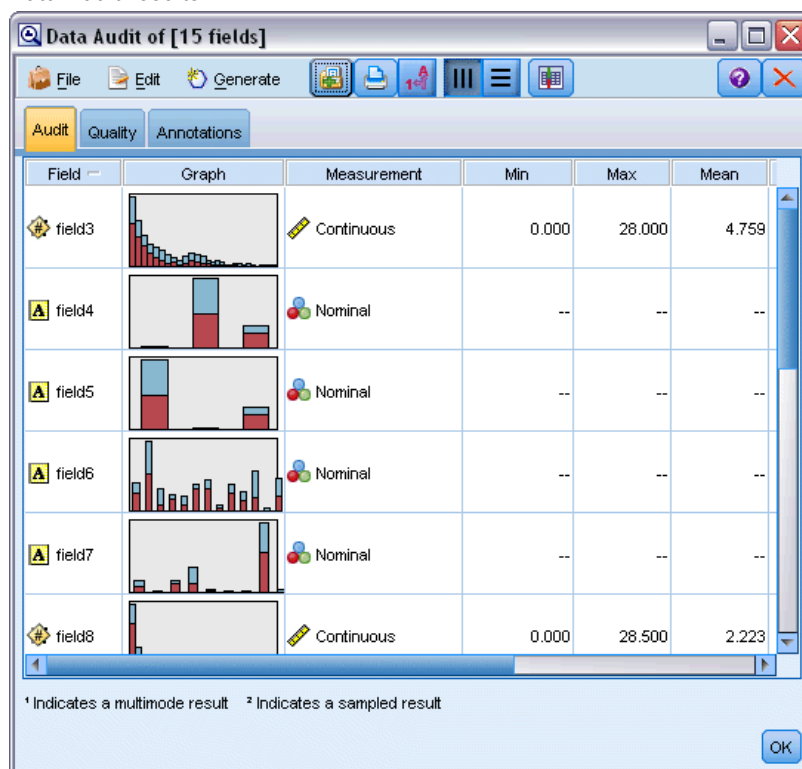 Data Audit of [15 fields]
File Edit Generate
Audit Quality Annotations
Field Graph Measurement Min Max Mean
field3 Continuous 0.000 28.000 4.759
A field4 Nominal -- -- --
A field5 Nominal -- -- --
A field6 Nominal -- -- --
A field7 Nominal -- -- --
field8 Continuous 0.000 28.500 2.223
¹ Indicates a multimode result ² Indicates a sampled result
OK